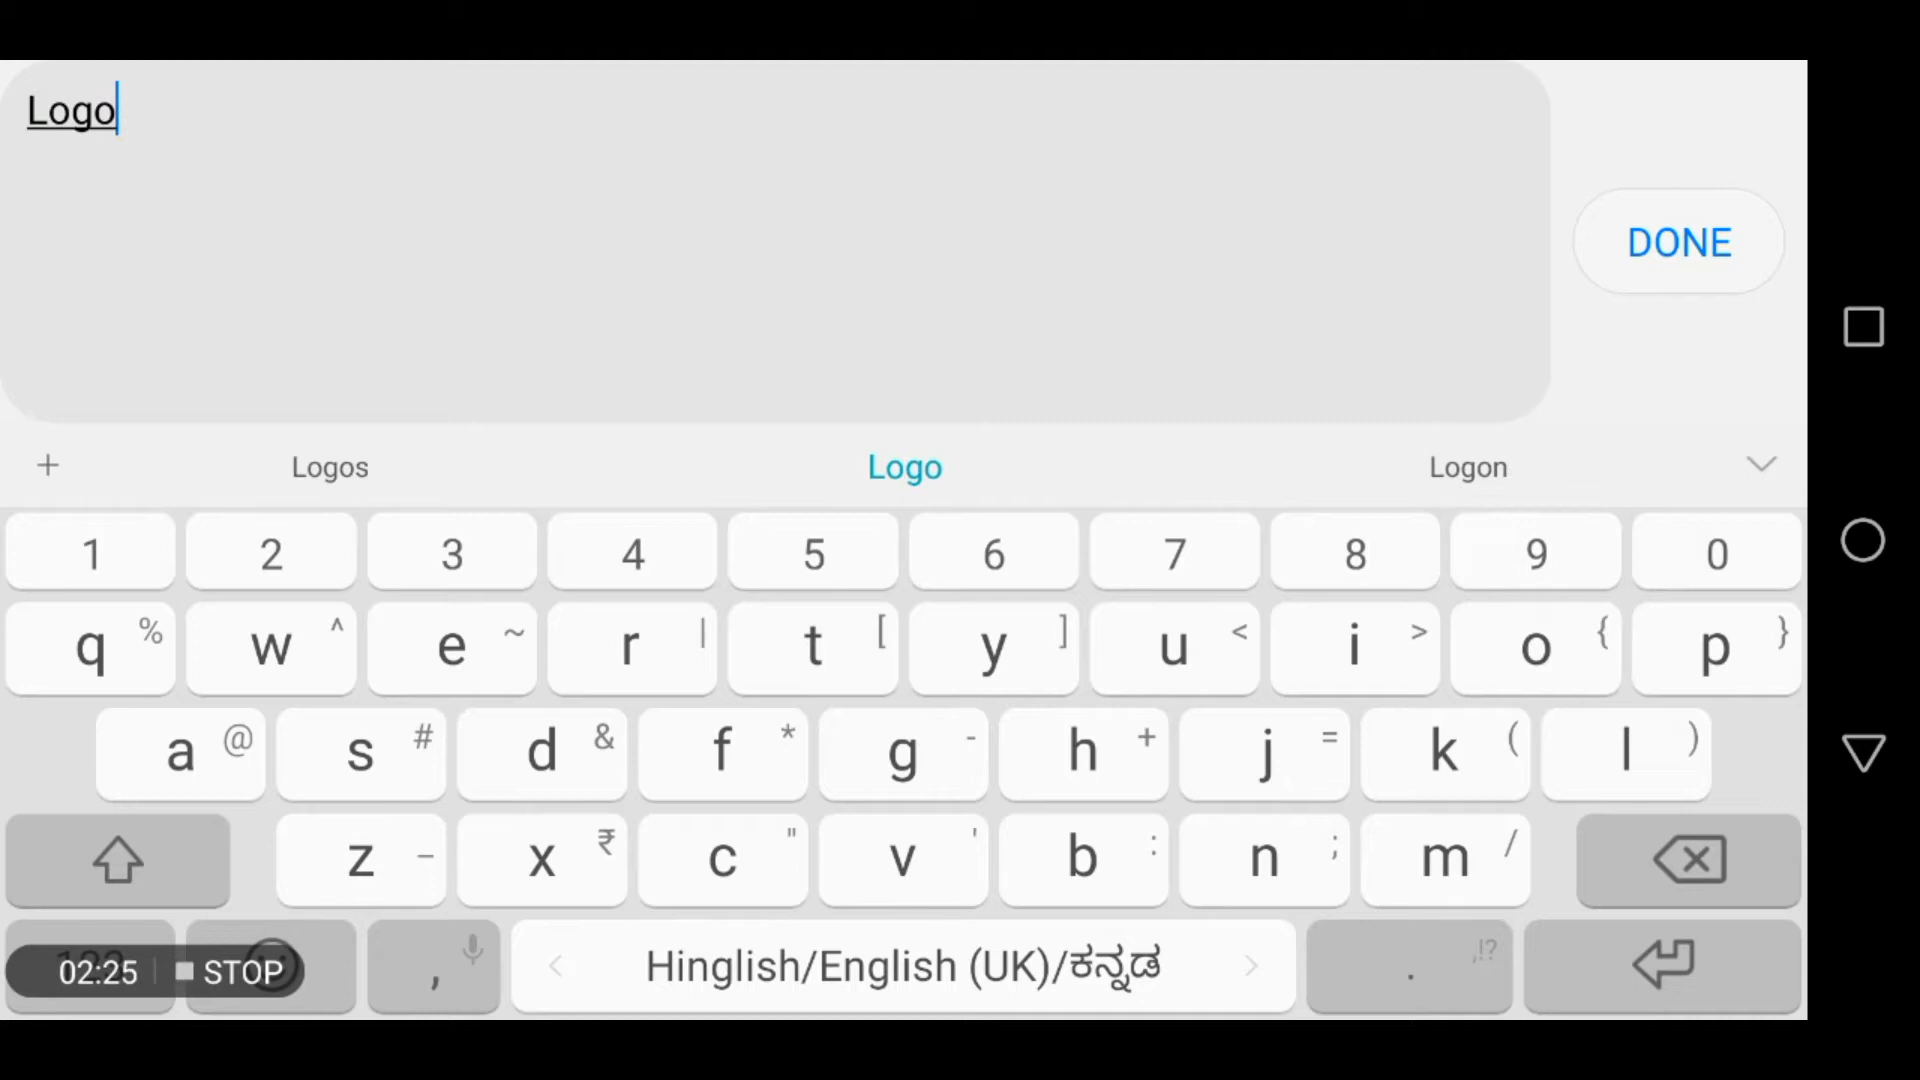 Logo
DONE
+ Logos Logo Logon
1 2 3 4 5 6 7 8 9 0
q % w ^ e ~ r | t [ y ] u < i > o { p }
a @ s # d & f * g - h + j = k ( l )
z _ x ₹ c " v ' b : n ; m /
02:25 STOP , Hinglish/English (UK)/ಕನ್ನಡ . ,!?